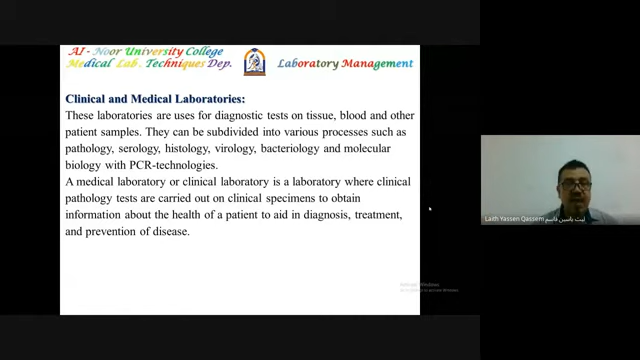 Al - Noor University College
Medical Lab. Techniques Dep.
Laboratory Management
Clinical and Medical Laboratories:
These laboratories are uses for diagnostic tests on tissue, blood and other
patient samples. They can be subdivided into various processes such as
pathology, serology, histology, virology, bacteriology and molecular
biology with PCR-technologies.
A medical laboratory or clinical laboratory is a laboratory where clinical
pathology tests are carried out on clinical specimens to obtain
information about the health of a patient to aid in diagnosis, treatment,
and prevention of disease.
Laith Yassen Qassem ليث ياسين قاسم
Windows